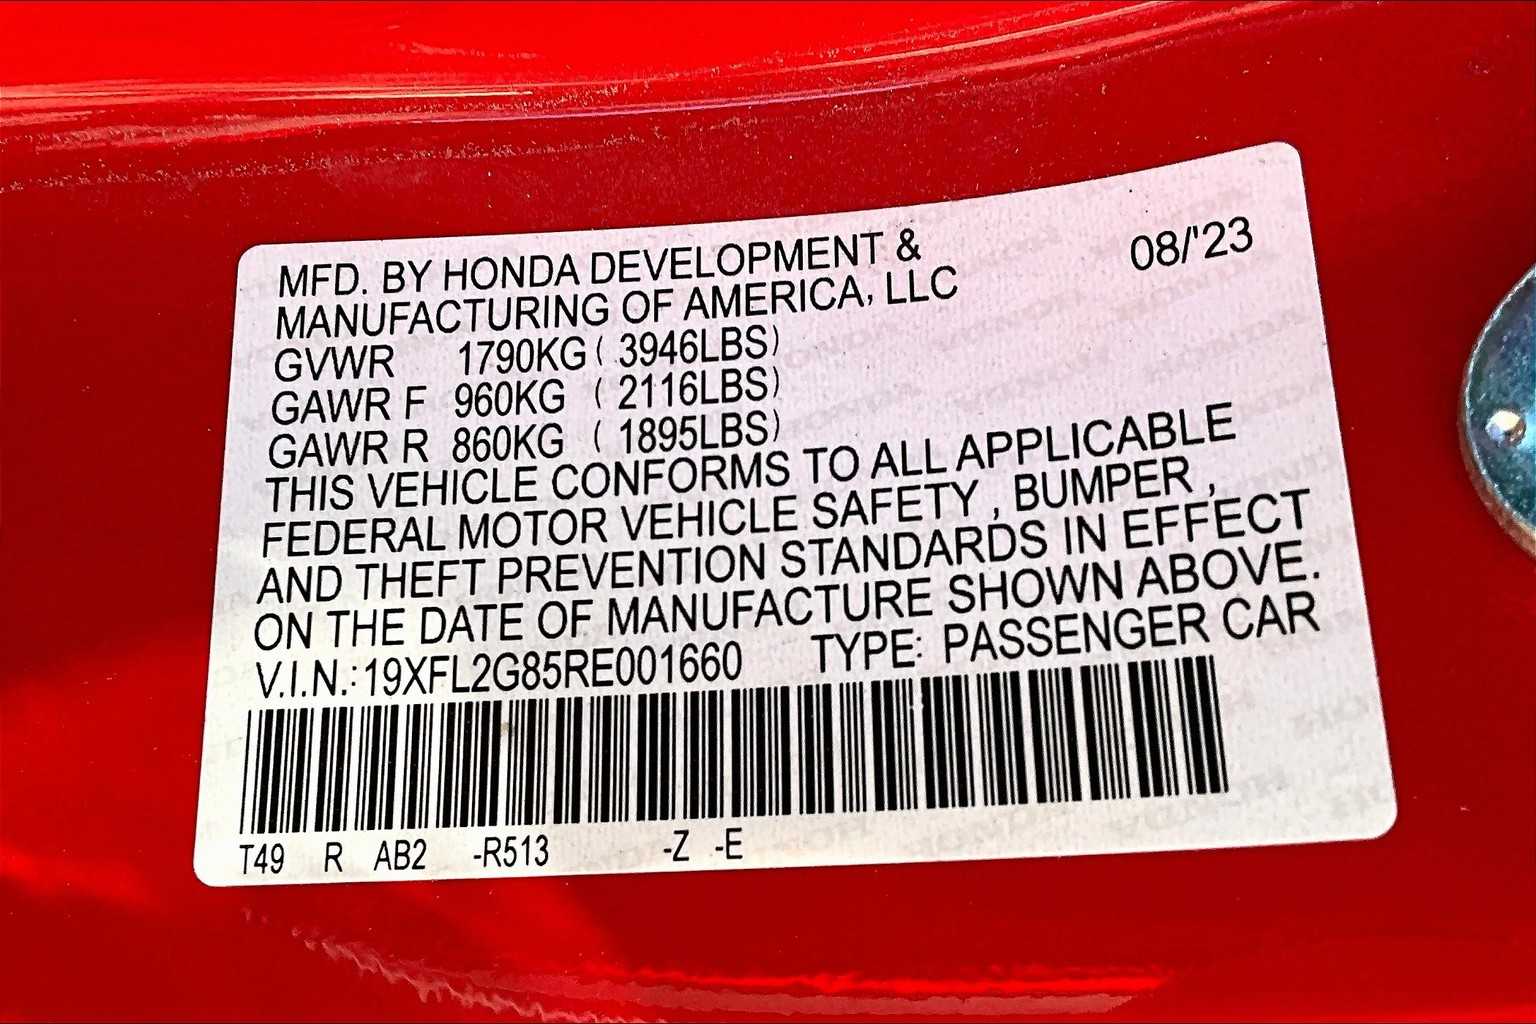 MFD. BY HONDA DEVELOPMENT & 08/'23
MANUFACTURING OF AMERICA, LLC
GVWR 1790KG ( 3946LBS)
GAWR F 960KG ( 2116LBS)
GAWR R 860KG ( 1895LBS)
THIS VEHICLE CONFORMS TO ALL APPLICABLE
FEDERAL MOTOR VEHICLE SAFETY , BUMPER ,
AND THEFT PREVENTION STANDARDS IN EFFECT
ON THE DATE OF MANUFACTURE SHOWN ABOVE.
V.I.N.: 19XFL2G85RE001660 TYPE: PASSENGER CAR
T49 R AB2 -R513 -Z -E